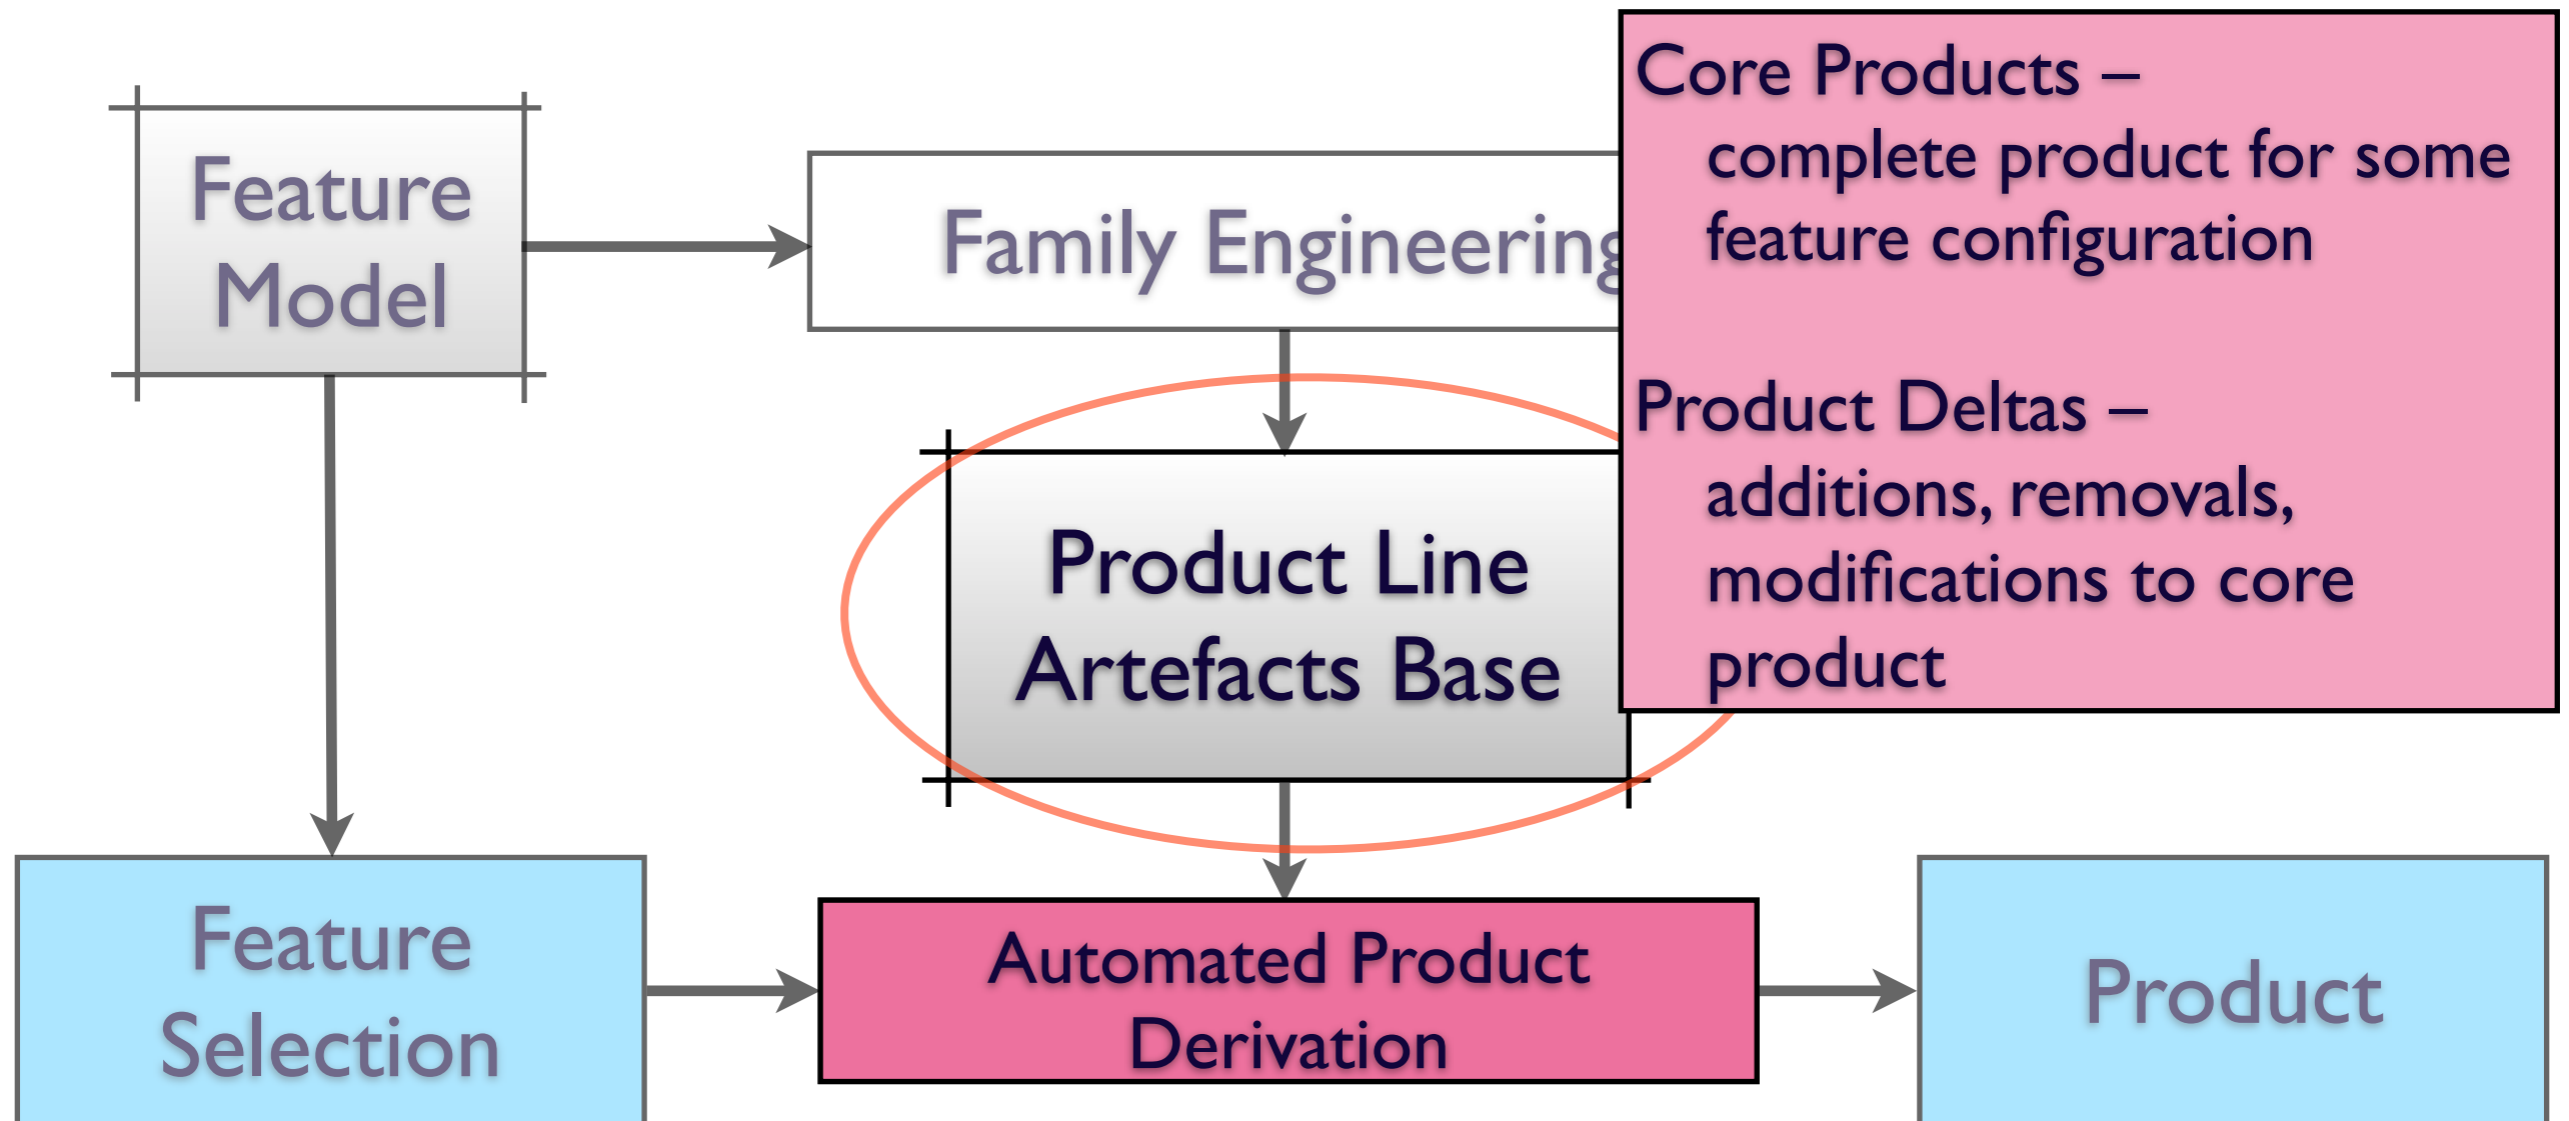 Feature
Model
Family Engineering
Core Products –
complete product for some
feature configuration
Product Deltas –
additions, removals,
modifications to core
product
Product Line
Artefacts Base
Feature
Selection
Automated Product
Derivation
Product